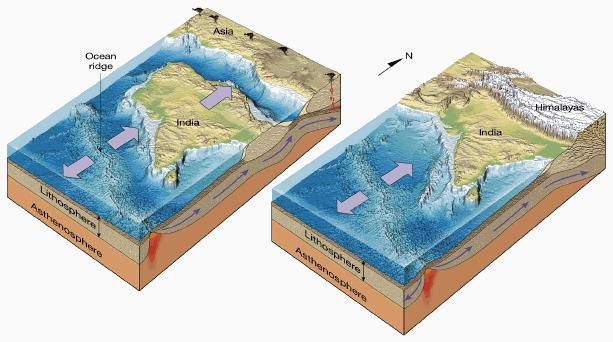 Asia
Ocean
ridge
India
Lithosphere
Asthenosphere
N
Himalayas
India
Lithosphere
Asthenosphere